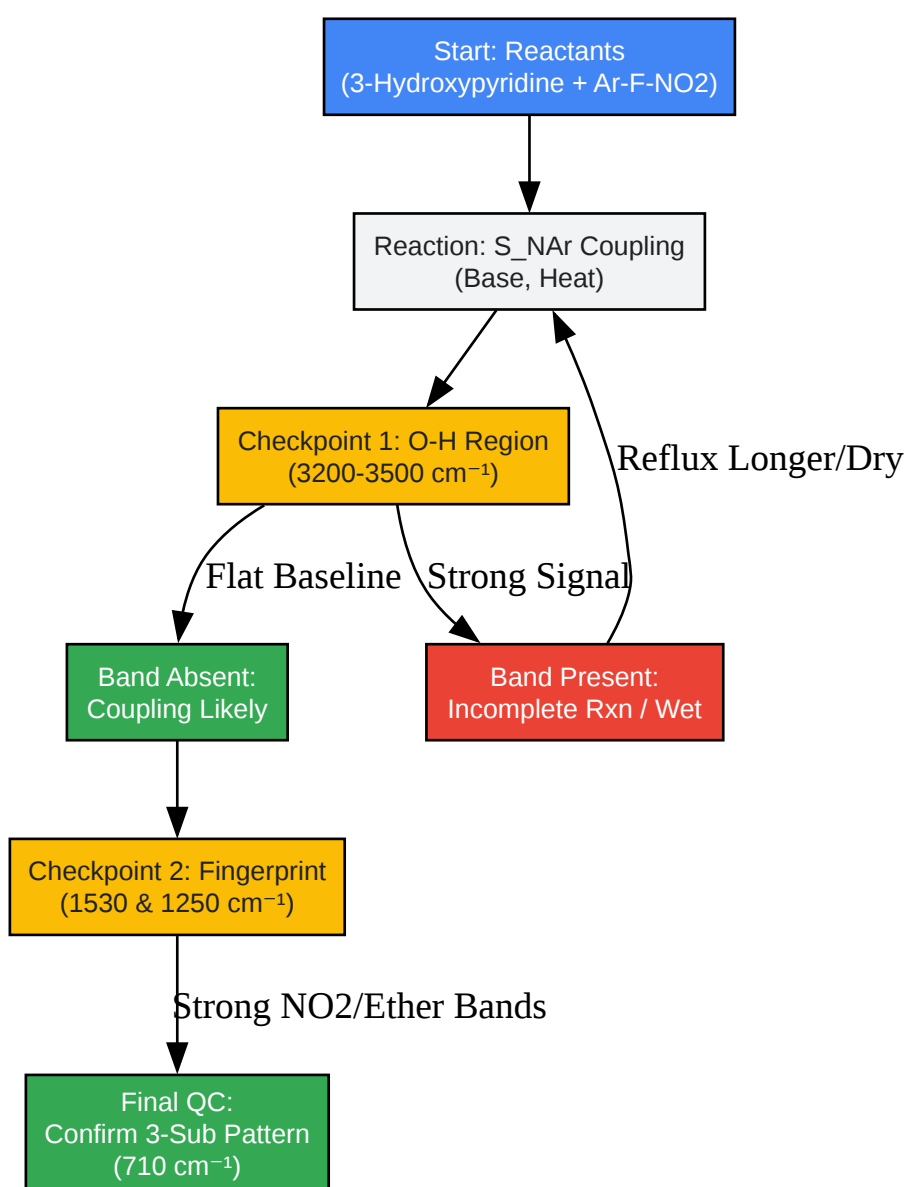 Start: Reactants
(3-Hydroxypyridine + Ar-F-NO2)
Reaction: S_NAr Coupling
(Base, Heat)
Checkpoint 1: O-H Region
(3200-3500 cm⁻¹)
Reflux Longer/Dry
Flat Baseline
Strong Signal
Band Absent:
Coupling Likely
Band Present:
Incomplete Rxn / Wet
Checkpoint 2: Fingerprint
(1530 & 1250 cm⁻¹)
Strong NO2/Ether Bands
Final QC:
Confirm 3-Sub Pattern
(710 cm⁻¹)